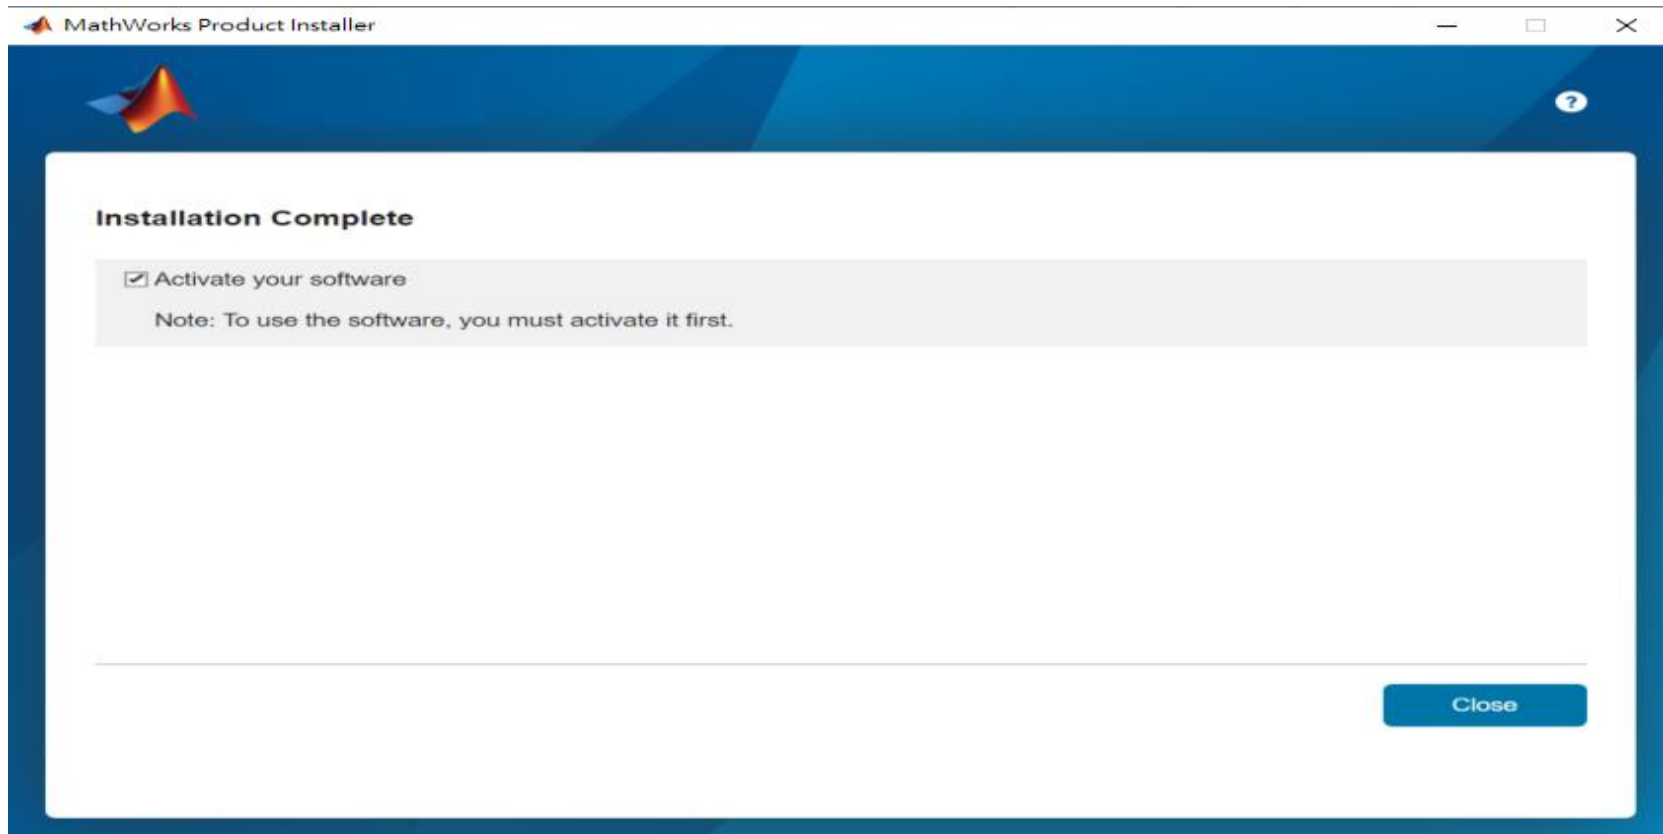 MathWorks Product Installer
?
Installation Complete
Activate your software
Note: To use the software, you must activate it first.
Close